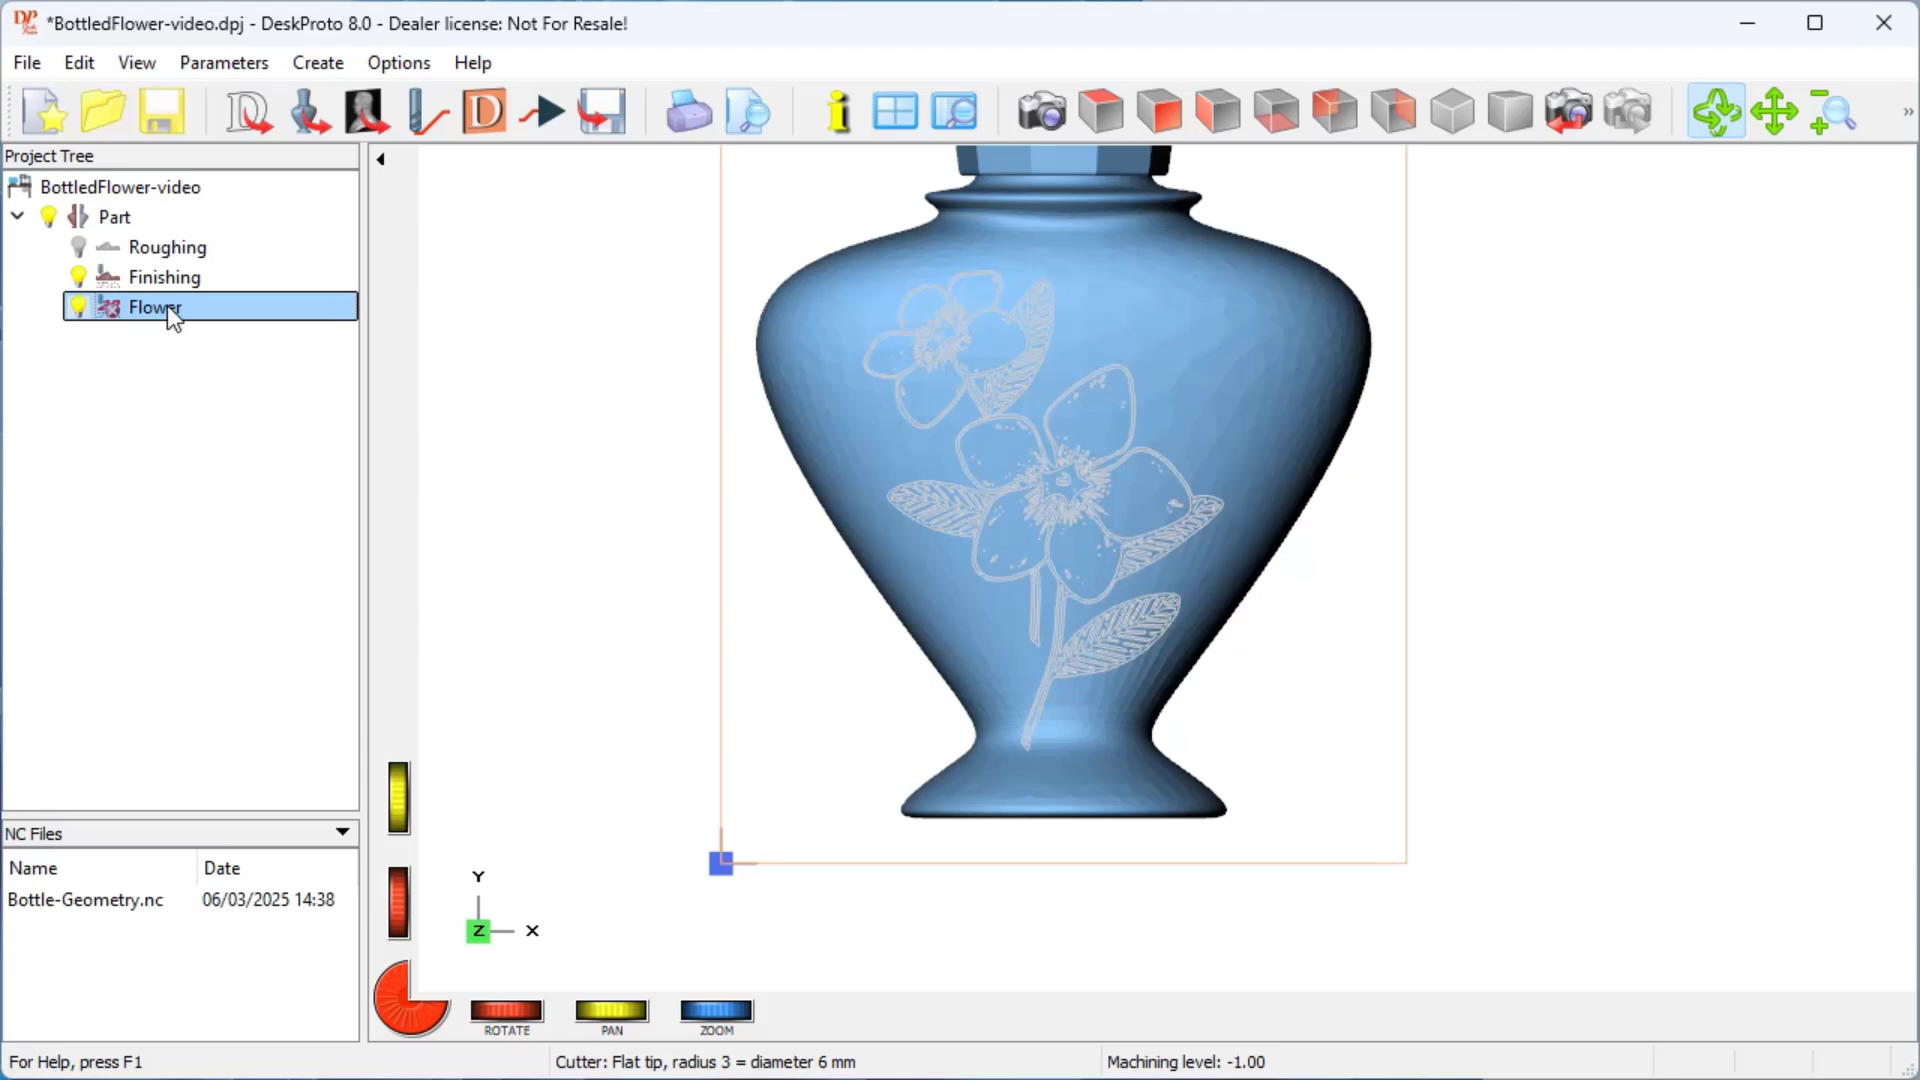 *BottledFlower-video.dpj - DeskProto 8.0 - Dealer license: Not For Resale!
File Edit View Parameters Create Options Help
Project Tree
BottledFlower-video
Part
Roughing
Finishing
Flower
NC Files
Name Date
Bottle-Geometry.nc 06/03/2025 14:38
Y
Z X
ROTATE PAN ZOOM
For Help, press F1 Cutter: Flat tip, radius 3 = diameter 6 mm Machining level: -1.00